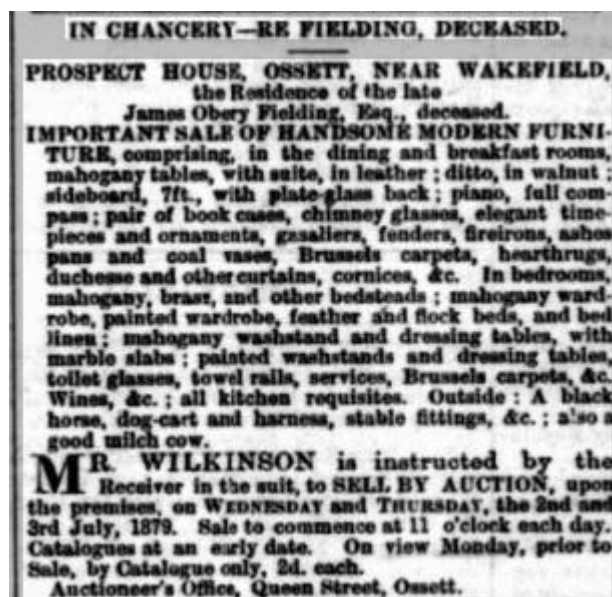 IN CHANCERY—RE FIELDING, DECEASED.
PROSPECT HOUSE, OSSETT, NEAR WAKEFIELD,
the Residence of the late
James Obery Fielding, Esq., deceased.
IMPORTANT SALE OF HANDSOME MODERN FURNI
TURE, comprising, in the dining and breakfast rooms,
mahogany tables, with suite, in leather ; ditto, in walnut ;
sideboard, 7ft., with plate-glass back ; piano, full com
pass ; pair of book cases, chimney glasses, elegant time
pieces and ornaments, gasaliers, fenders, fireirons, ashes
pans and coal vases, Brussels carpets, hearthrugs,
duchesse and other curtains, cornices, &c. In bedrooms,
mahogany, brass, and other bedsteads ; mahogany ward
robe, painted wardrobe, feather and flock beds, and bed
linen ; mahogany washstand and dressing tables, with
marble slabs ; painted washstands and dressing tables,
toilet glasses, towel rails, services, Brussels carpets, &c.
Wines, &c. ; all kitchen requisites. Outside : A black
horse, dog-cart and harness, stable fittings, &c. ; also a
good milch cow.
MR. WILKINSON is instructed by the
Receiver in the suit, to SELL BY AUCTION, upon
the premises, on WEDNESDAY and THURSDAY, the 2nd and
3rd July, 1879. Sale to commence at 11 o'clock each day.
Catalogues at an early date. On view Monday, prior to
Sale, by Catalogue only, 2d. each.
Auctioneer's Office, Queen Street, Ossett.